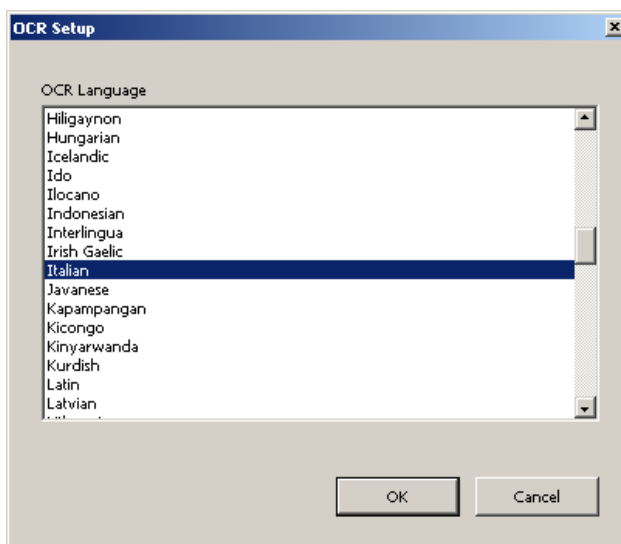 OCR Setup
OCR Language
Hiligaynon
Hungarian
Icelandic
Ido
Ilocano
Indonesian
Interlingua
Irish Gaelic
Italian
Javanese
Kapampangan
Kicongo
Kinyarwanda
Kurdish
Latin
Latvian
OK Cancel